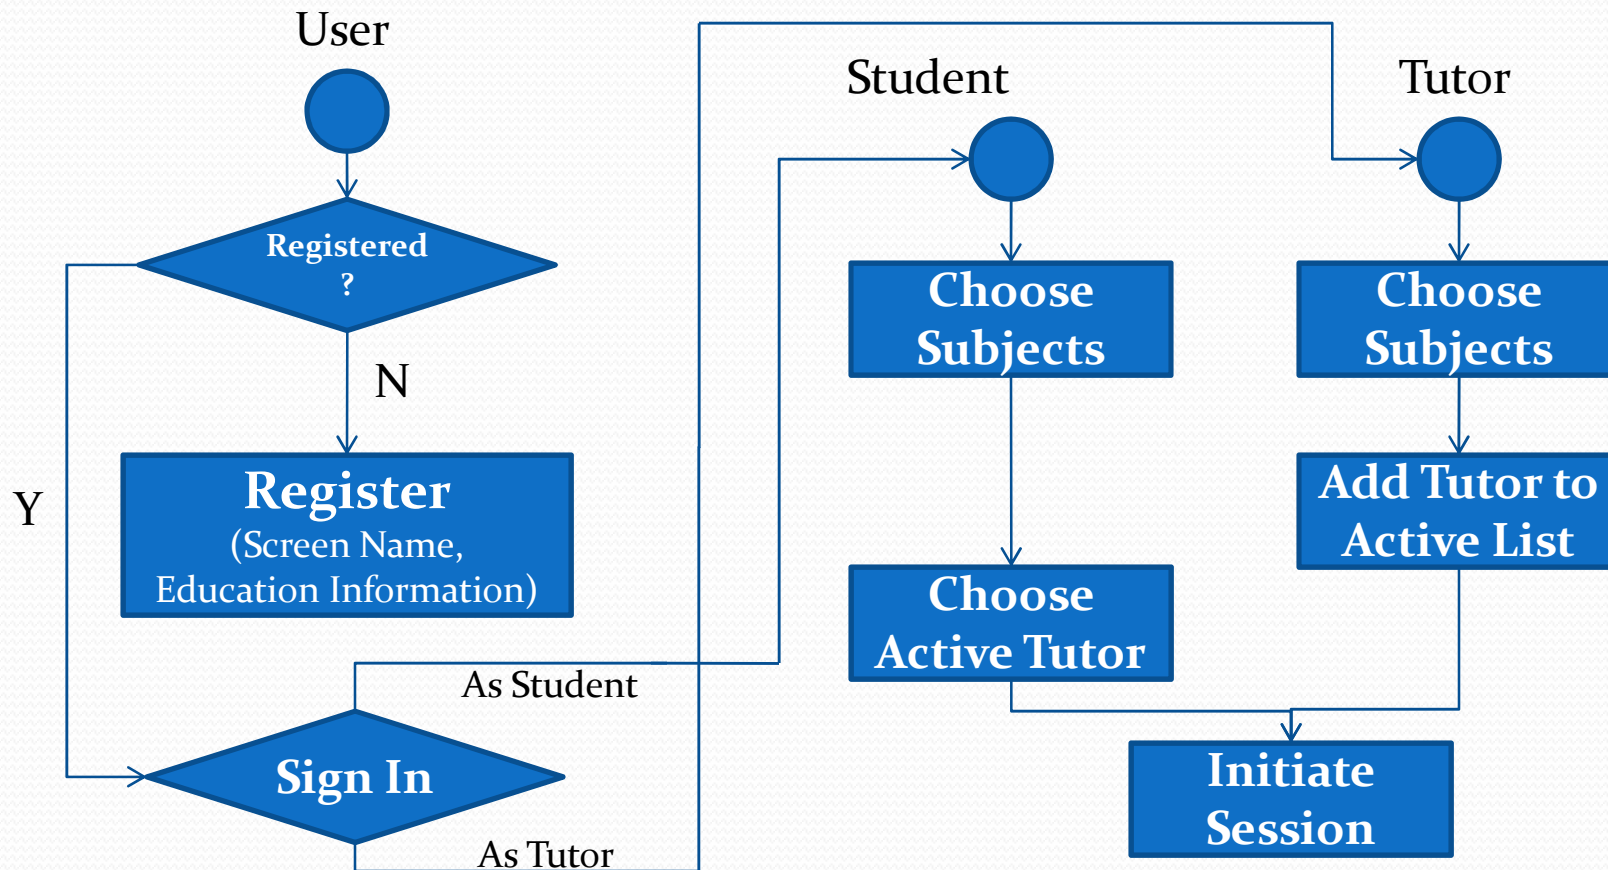 User
Registered
?
N
Y
Register
(Screen Name,
Education Information)
As Student
Sign In
As Tutor
Student
Choose
Subjects
Choose
Active Tutor
Tutor
Choose
Subjects
Add Tutor to
Active List
Initiate
Session